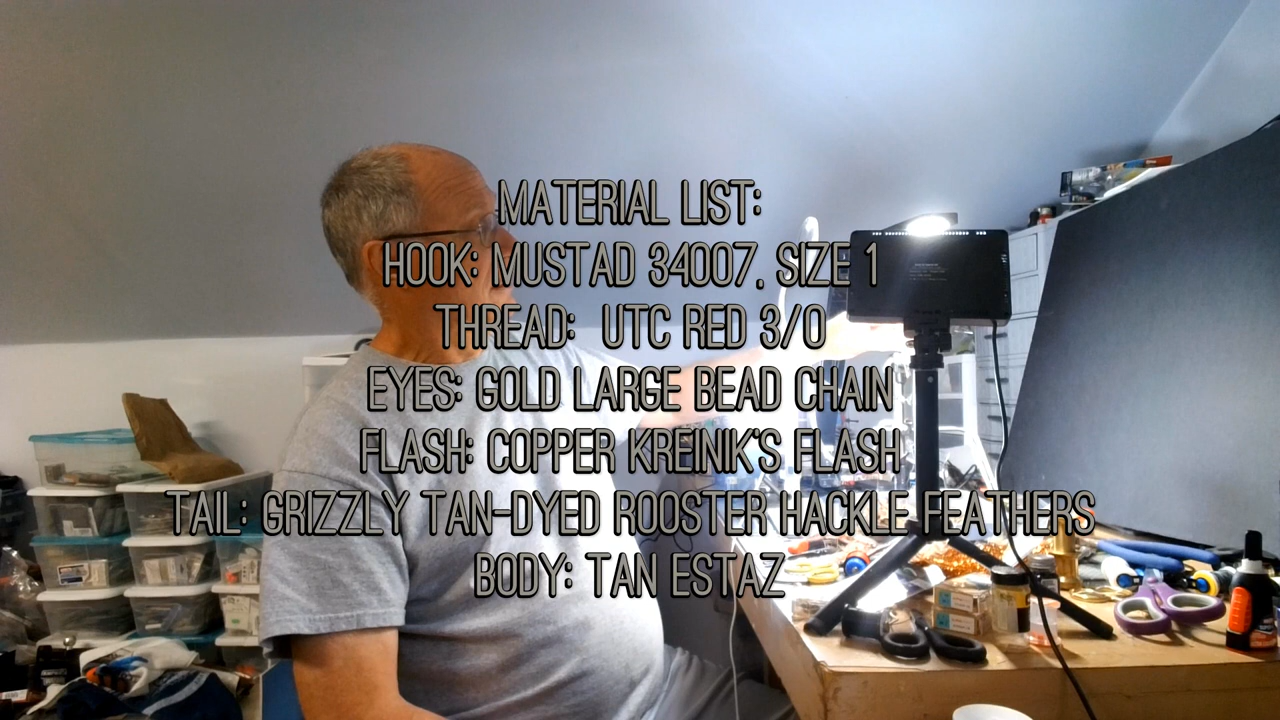 MATERIAL LIST:
HOOK: MUSTAD 34007, SIZE 1
THREAD:  UTC RED 3/0
EYES: GOLD LARGE BEAD CHAIN
FLASH: COPPER KREINIK'S FLASH
TAIL: GRIZZLY TAN-DYED ROOSTER HACKLE FEATHERS
BODY: TAN ESTAZ